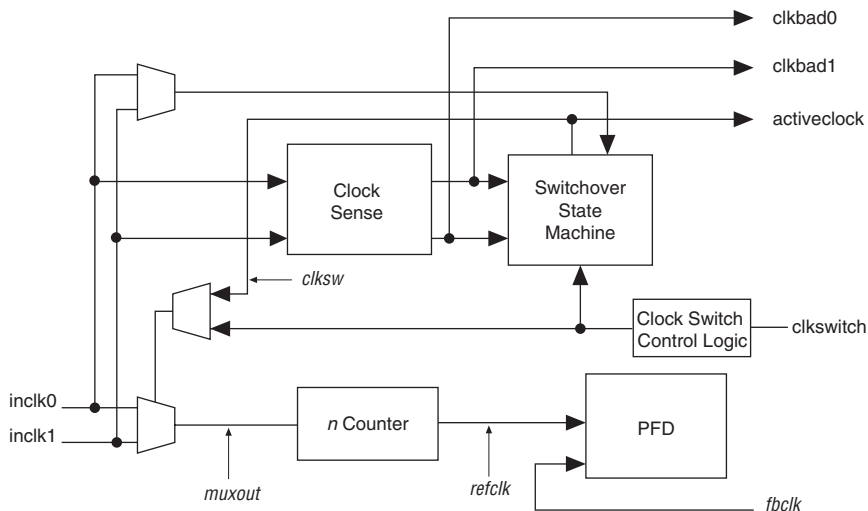 clkbad0
clkbad1
activeclock
Clock
Sense
Switchover
State
Machine
clksw
Clock Switch
Control Logic
clkswitch
inclk0
inclk1
n Counter
PFD
muxout
refclk
fbclk